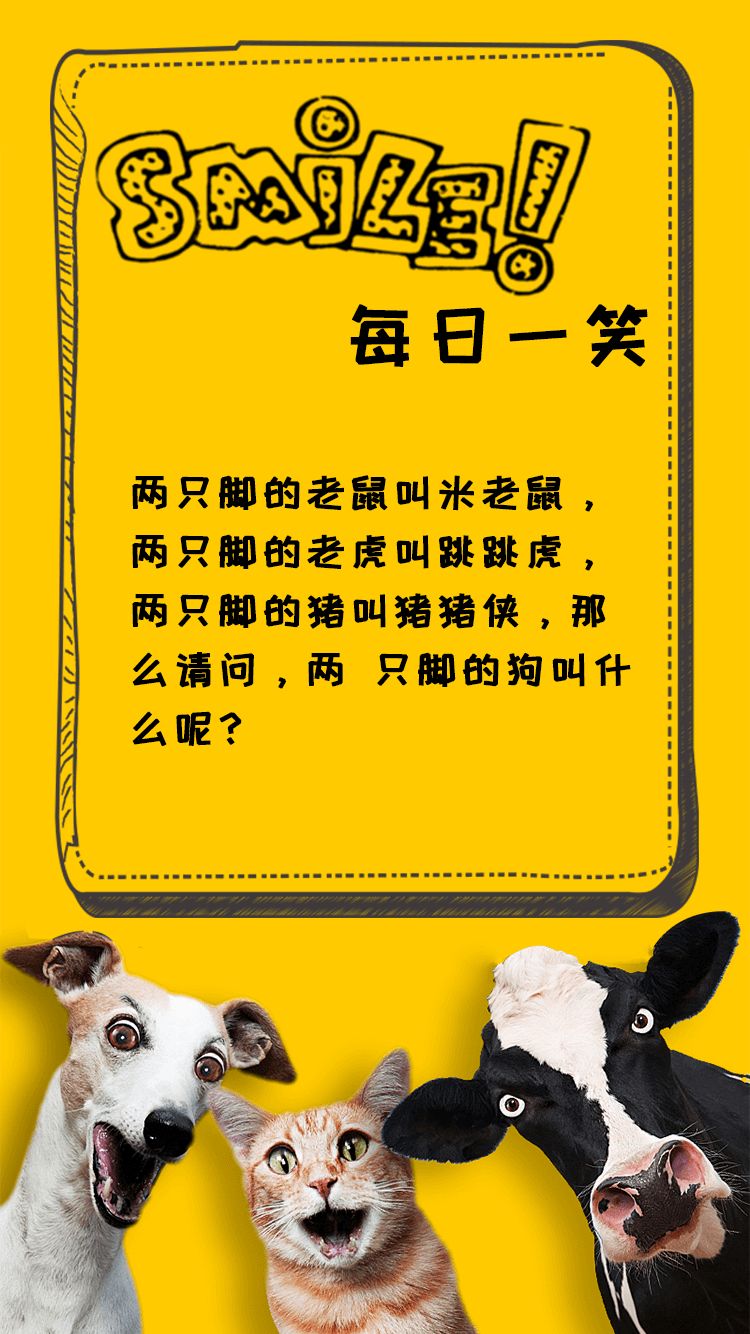 SMILE!
每日一笑
两只脚的老鼠叫米老鼠，
两只脚的老虎叫跳跳虎，
两只脚的猪叫猪猪侠，那
么请问，两 只脚的狗叫什
么呢？